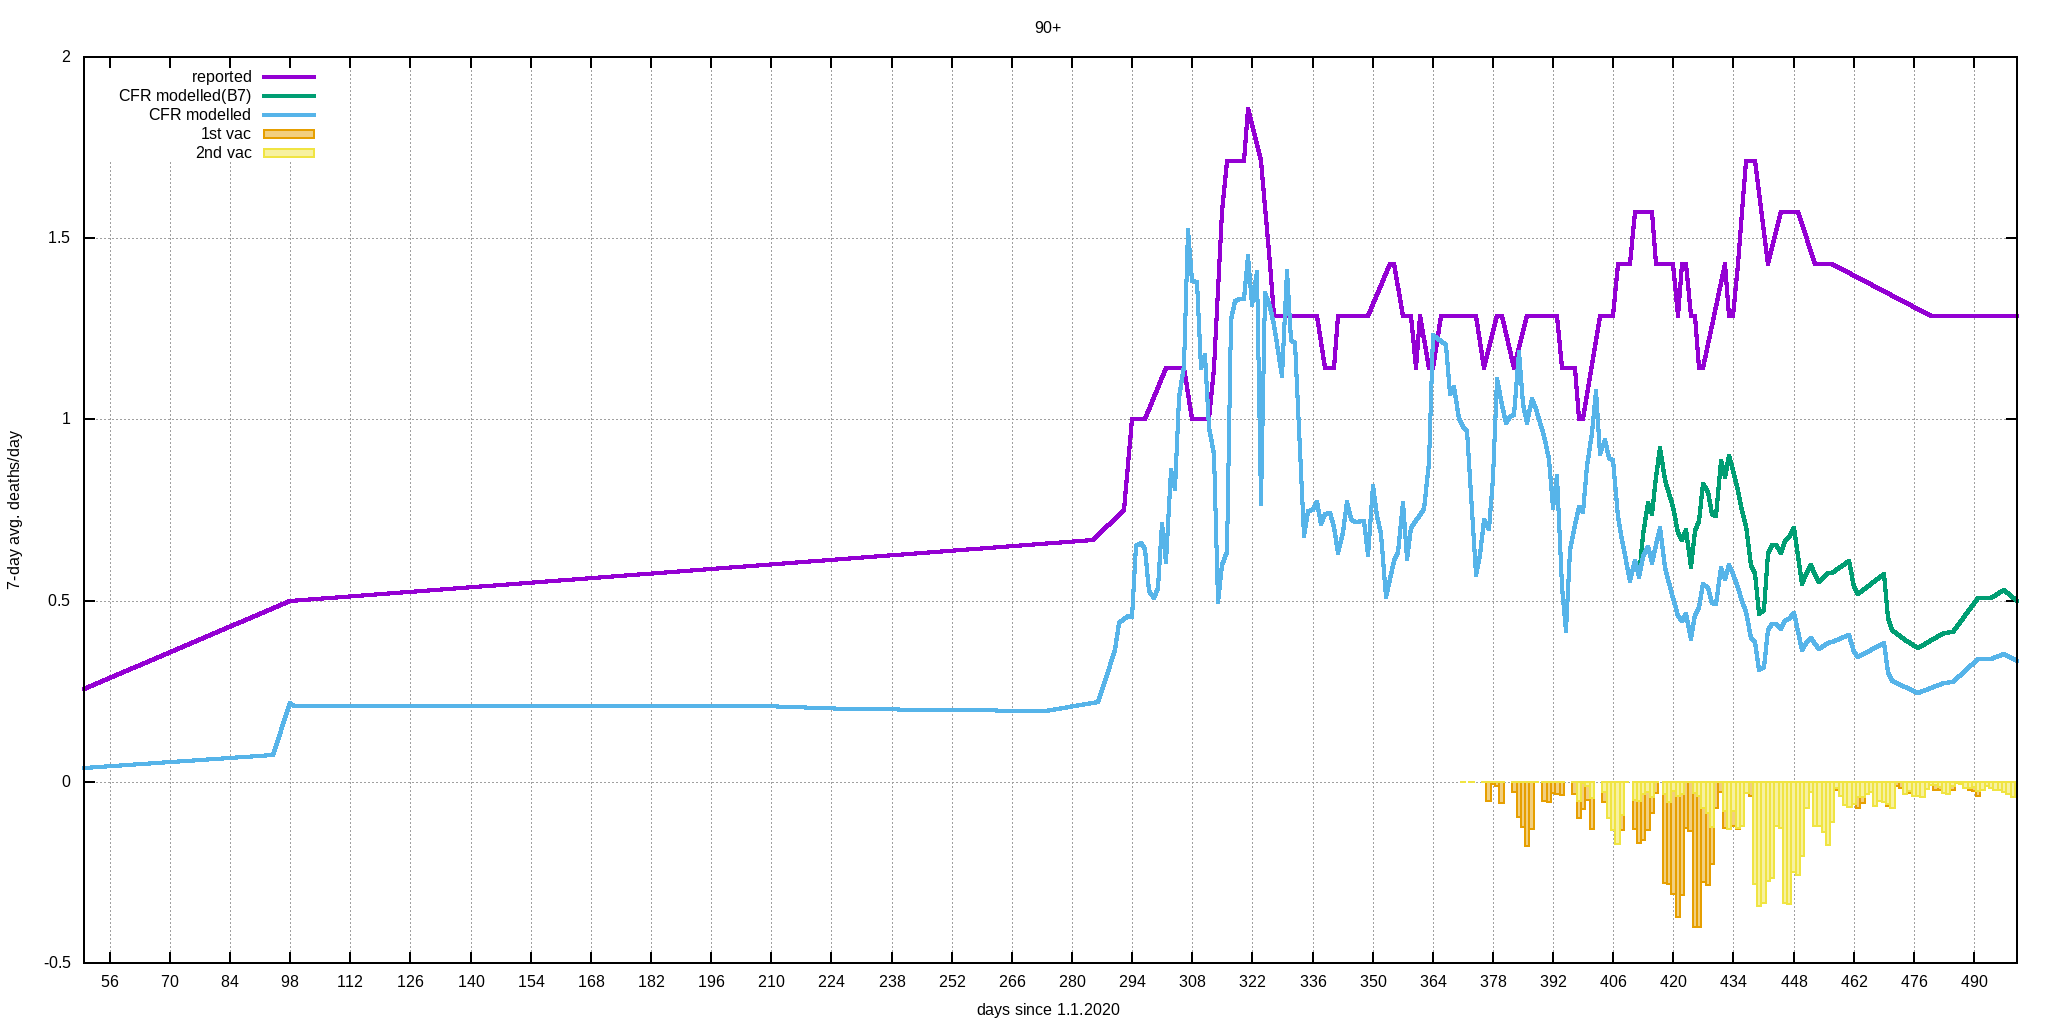 90+
reported
CFR modelled(B7)
CFR modelled
1st vac
2nd vac
2
1.5
1
0.5
0
-0.5
7-day avg. deaths/day
56 70 84 98 112 126 140 154 168 182 196 210 224 238 252 266 280 294 308 322 336 350 364 378 392 406 420 434 448 462 476 490
days since 1.1.2020